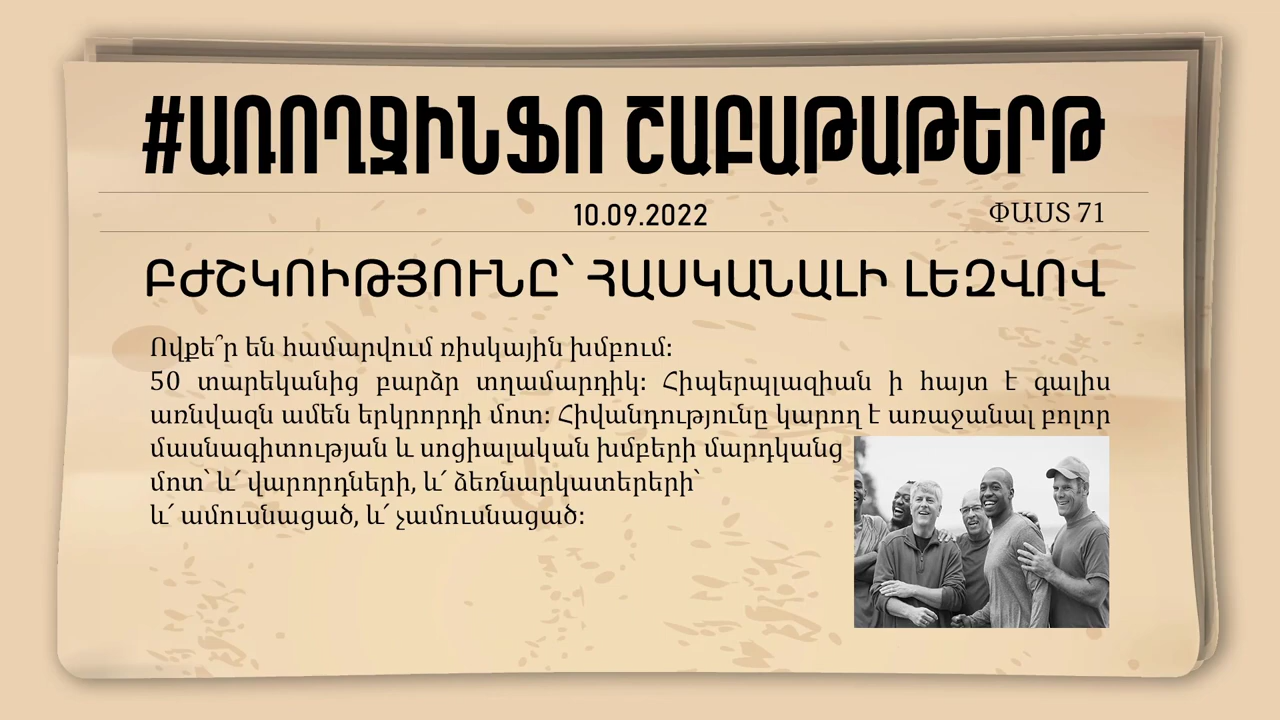 #ԱՌՈՂՋԻՆՖՈ ՇԱԲԱԹԱԹԵՐԹ
10.09.2022
ՓԱՍՏ 71
ԲԺՇԿՈՒԹՅՈՒՆԸ՝ ՀԱՍԿԱՆԱԼԻ ԼԵԶՎՈՎ
Ովքե՞ր են համարվում ռիսկային խմբում:
50 տարեկանից բարձր տղամարդիկ: Հիպերպլազիան ի հայտ է գալիս
առնվազն ամեն երկրորդի մոտ: Հիվանդությունը կարող է առաջանալ բոլոր
մասնագիտության և սոցիալական խմբերի մարդկանց
մոտ՝ և՛ վարորդների, և՛ ձեռնարկատերերի՝
և՛ ամուսնացած, և՛ չամուսնացած: